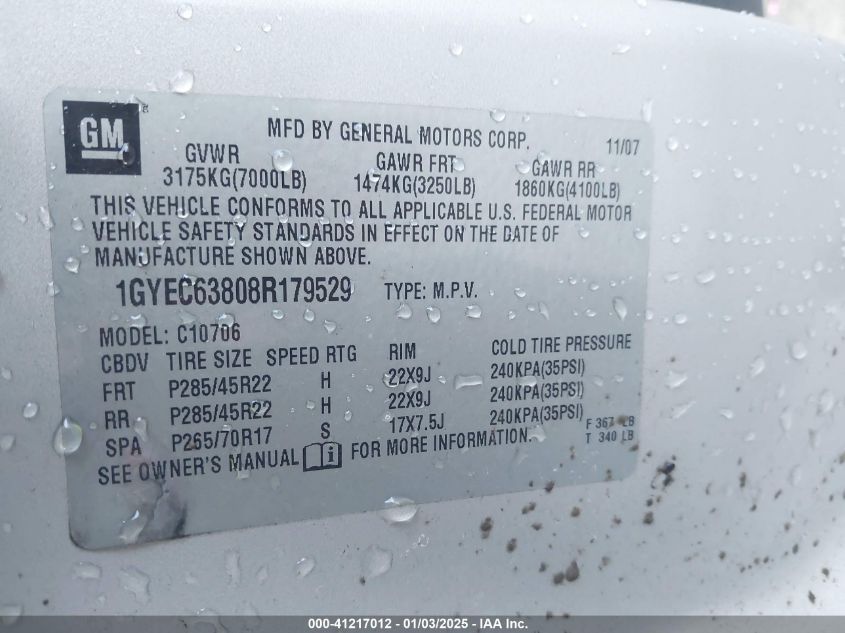 GM
MFD BY GENERAL MOTORS CORP. 11/07
GVWR GAWR FRT GAWR RR
3175KG(7000LB) 1474KG(3250LB) 1860KG(4100LB)
THIS VEHICLE CONFORMS TO ALL APPLICABLE U.S. FEDERAL MOTOR
VEHICLE SAFETY STANDARDS IN EFFECT ON THE DATE OF
MANUFACTURE SHOWN ABOVE.
1GYEC63808R179529 TYPE: M.P.V.
MODEL: C10706
CBDV TIRE SIZE SPEED RTG RIM COLD TIRE PRESSURE
FRT P285/45R22 H 22X9J 240KPA(35PSI)
RR P285/45R22 H 22X9J 240KPA(35PSI)
SPA P265/70R17 S 17X7.5J 240KPA(35PSI)
F 367 LB
T 340 LB
SEE OWNER'S MANUAL i FOR MORE INFORMATION.
000-41217012 — 01/03/2025 — IAA Inc.